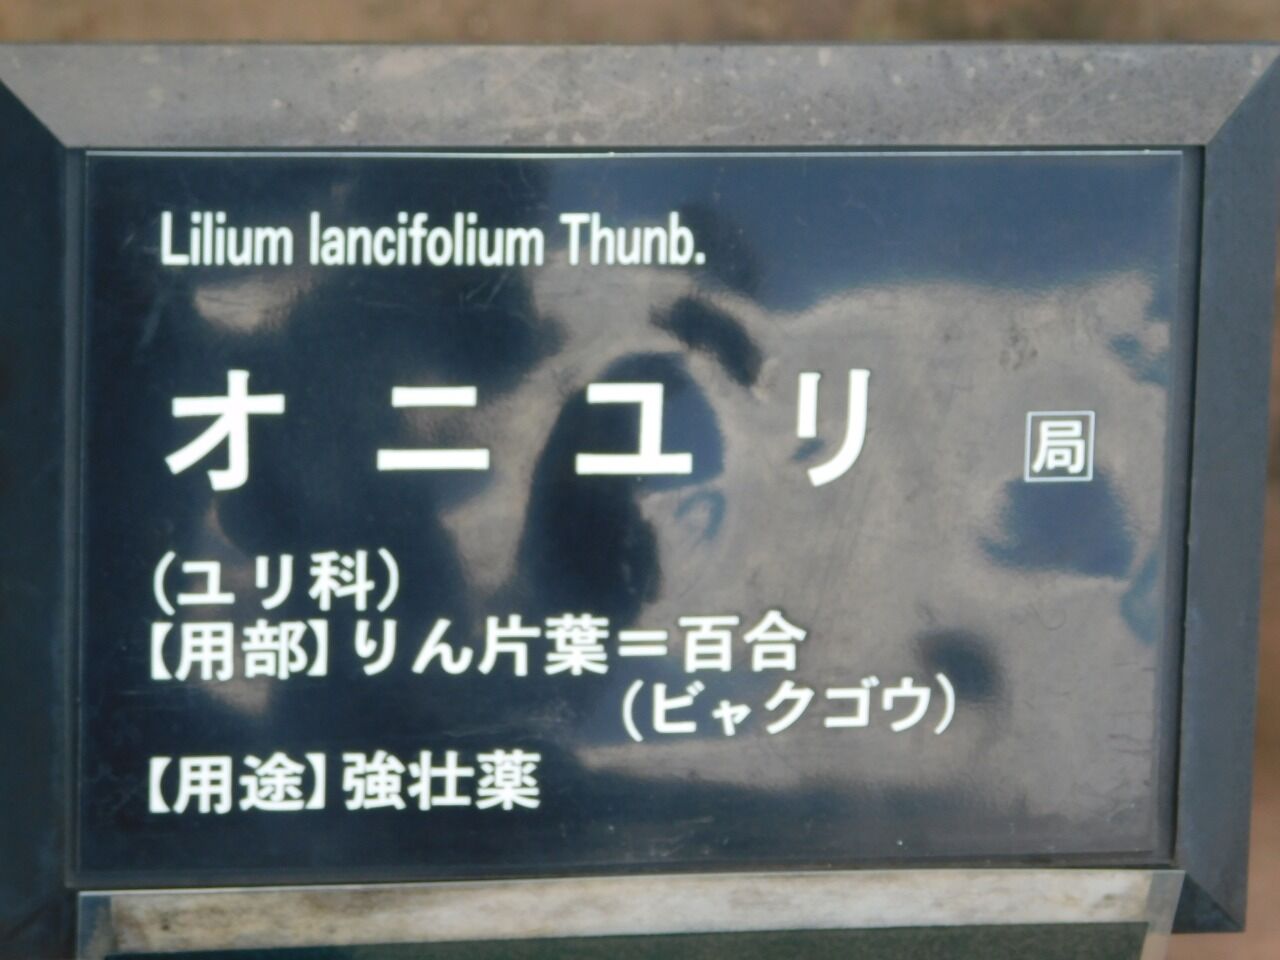 Lilium lancifolium Thunb.
オニユリ 局
(ユリ科)
【用部】りん片葉=百合
(ビャクゴウ)
【用途】強壮薬